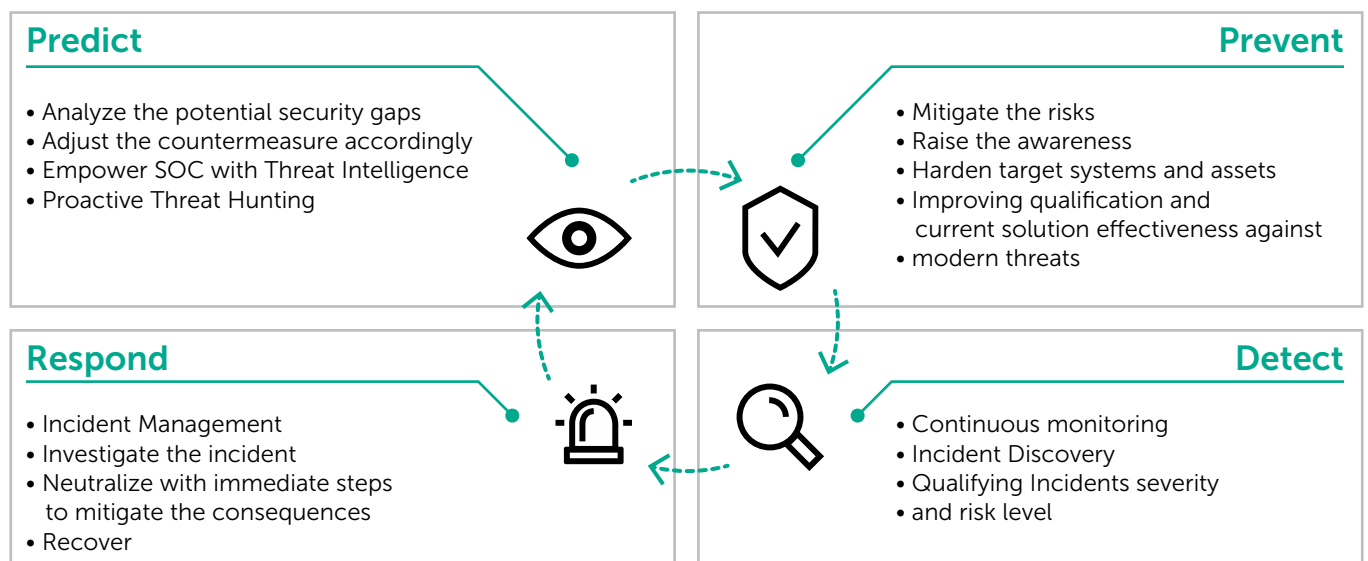 Predict
• Analyze the potential security gaps
• Adjust the countermeasure accordingly
• Empower SOC with Threat Intelligence
• Proactive Threat Hunting
Prevent
• Mitigate the risks
• Raise the awareness
• Harden target systems and assets
• Improving qualification and
current solution effectiveness against
• modern threats
Respond
• Incident Management
• Investigate the incident
• Neutralize with immediate steps
to mitigate the consequences
• Recover
Detect
• Continuous monitoring
• Incident Discovery
• Qualifying Incidents severity
• and risk level